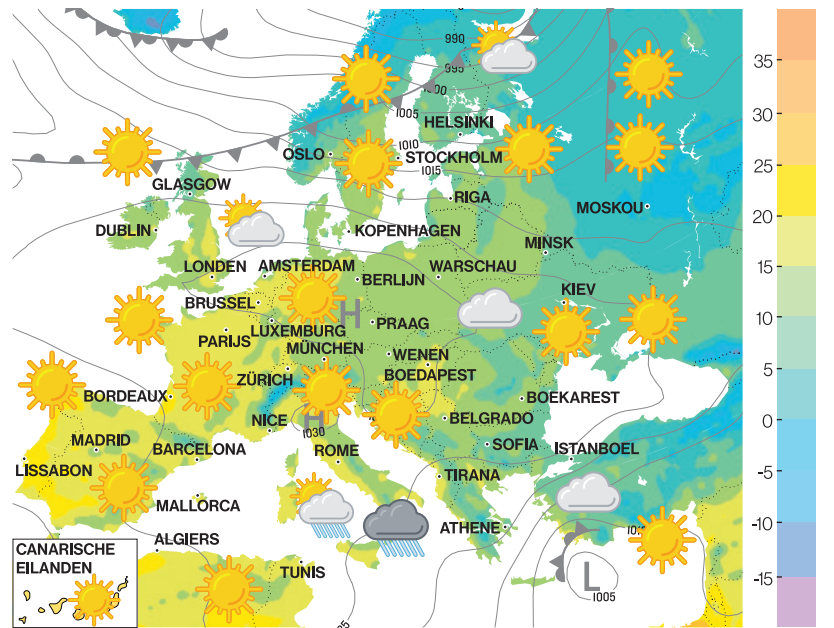 990
995
1000
1005
1010
1015
HELSINKI
OSLO
STOCKHOLM
GLASGOW
RIGA
MOSKOU
DUBLIN
KOPENHAGEN
MINSK
LONDEN
AMSTERDAM
BERLIJN
WARSCHAU
KIEV
BRUSSEL
H
PRAAG
LUXEMBURG
PARIJS
MÜNCHEN
WENEN
ZÜRICH
BOEDAPEST
BORDEAUX
BOEKAREST
NICE
H
1030
BELGRADO
MADRID
BARCELONA
ROME
SOFIA
ISTANBOEL
LISSABON
TIRANA
MALLORCA
ATHENE
ALGIERS
TUNIS
L
1005
CANARISCHE
EILANDEN
35
30
25
20
15
10
5
0
-5
-10
-15